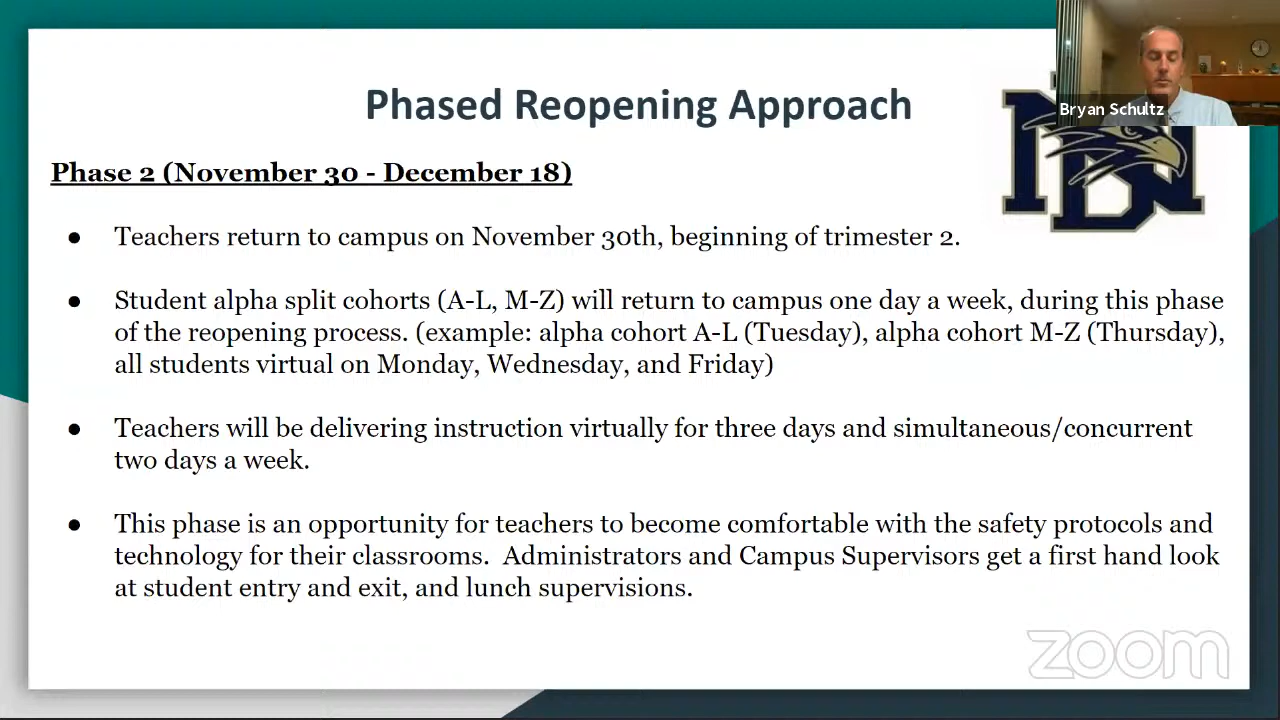 Phased Reopening Approach
Bryan Schultz
Phase 2 (November 30 - December 18)
● Teachers return to campus on November 30th, beginning of trimester 2.
● Student alpha split cohorts (A-L, M-Z) will return to campus one day a week, during this phase
of the reopening process. (example: alpha cohort A-L (Tuesday), alpha cohort M-Z (Thursday),
all students virtual on Monday, Wednesday, and Friday)
● Teachers will be delivering instruction virtually for three days and simultaneous/concurrent
two days a week.
● This phase is an opportunity for teachers to become comfortable with the safety protocols and
technology for their classrooms.  Administrators and Campus Supervisors get a first hand look
at student entry and exit, and lunch supervisions.
zoom